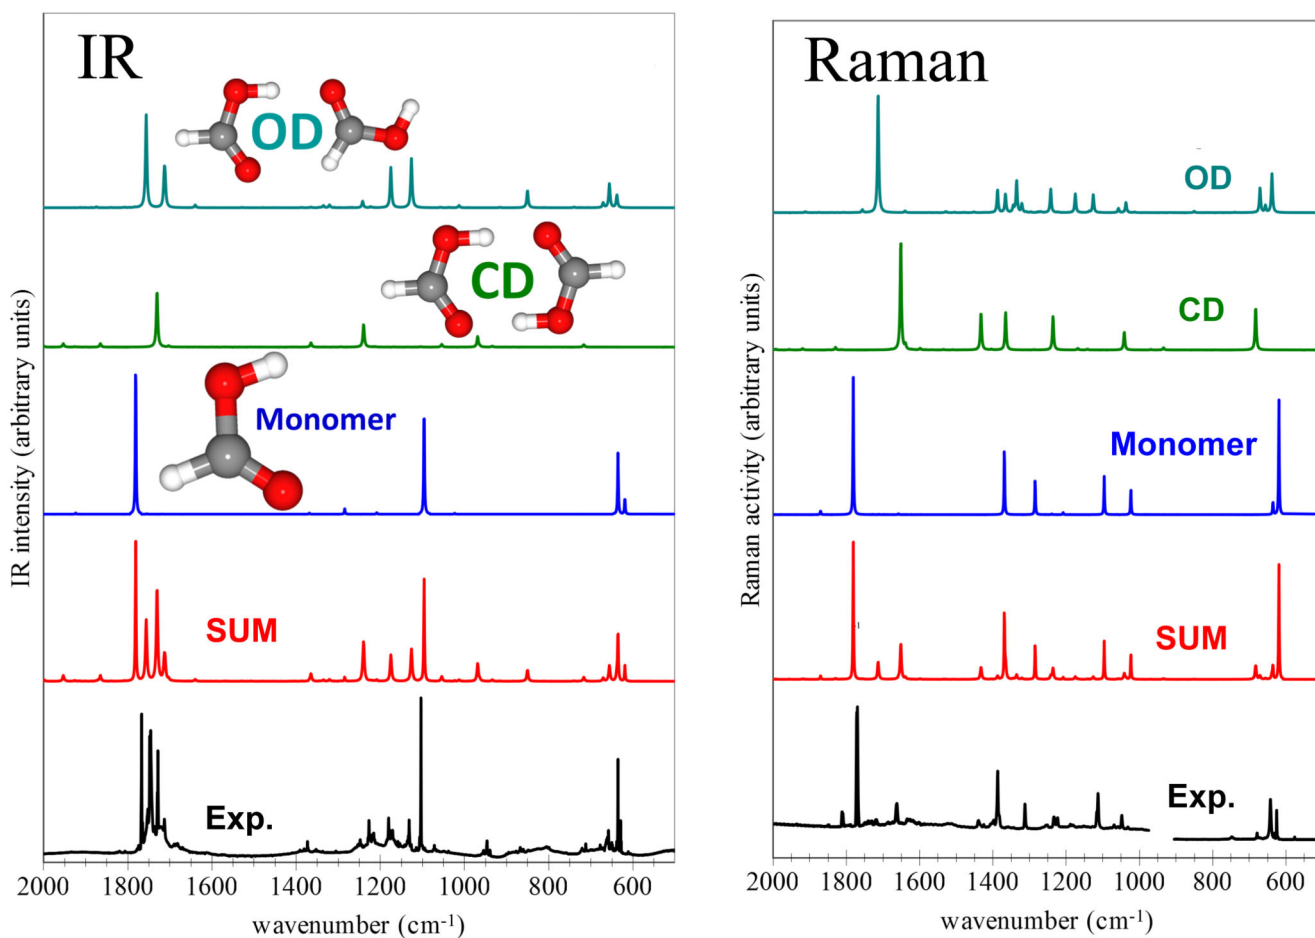 IR
OD
CD
Monomer
SUM
Exp.
IR intensity (arbitrary units)
2000 1800 1600 1400 1200 1000 800 600
wavenumber (cm-1)
Raman
OD
CD
Monomer
SUM
Exp.
Raman activity (arbitrary units)
2000 1800 1600 1400 1200 1000 800 600
wavenumber (cm-1)